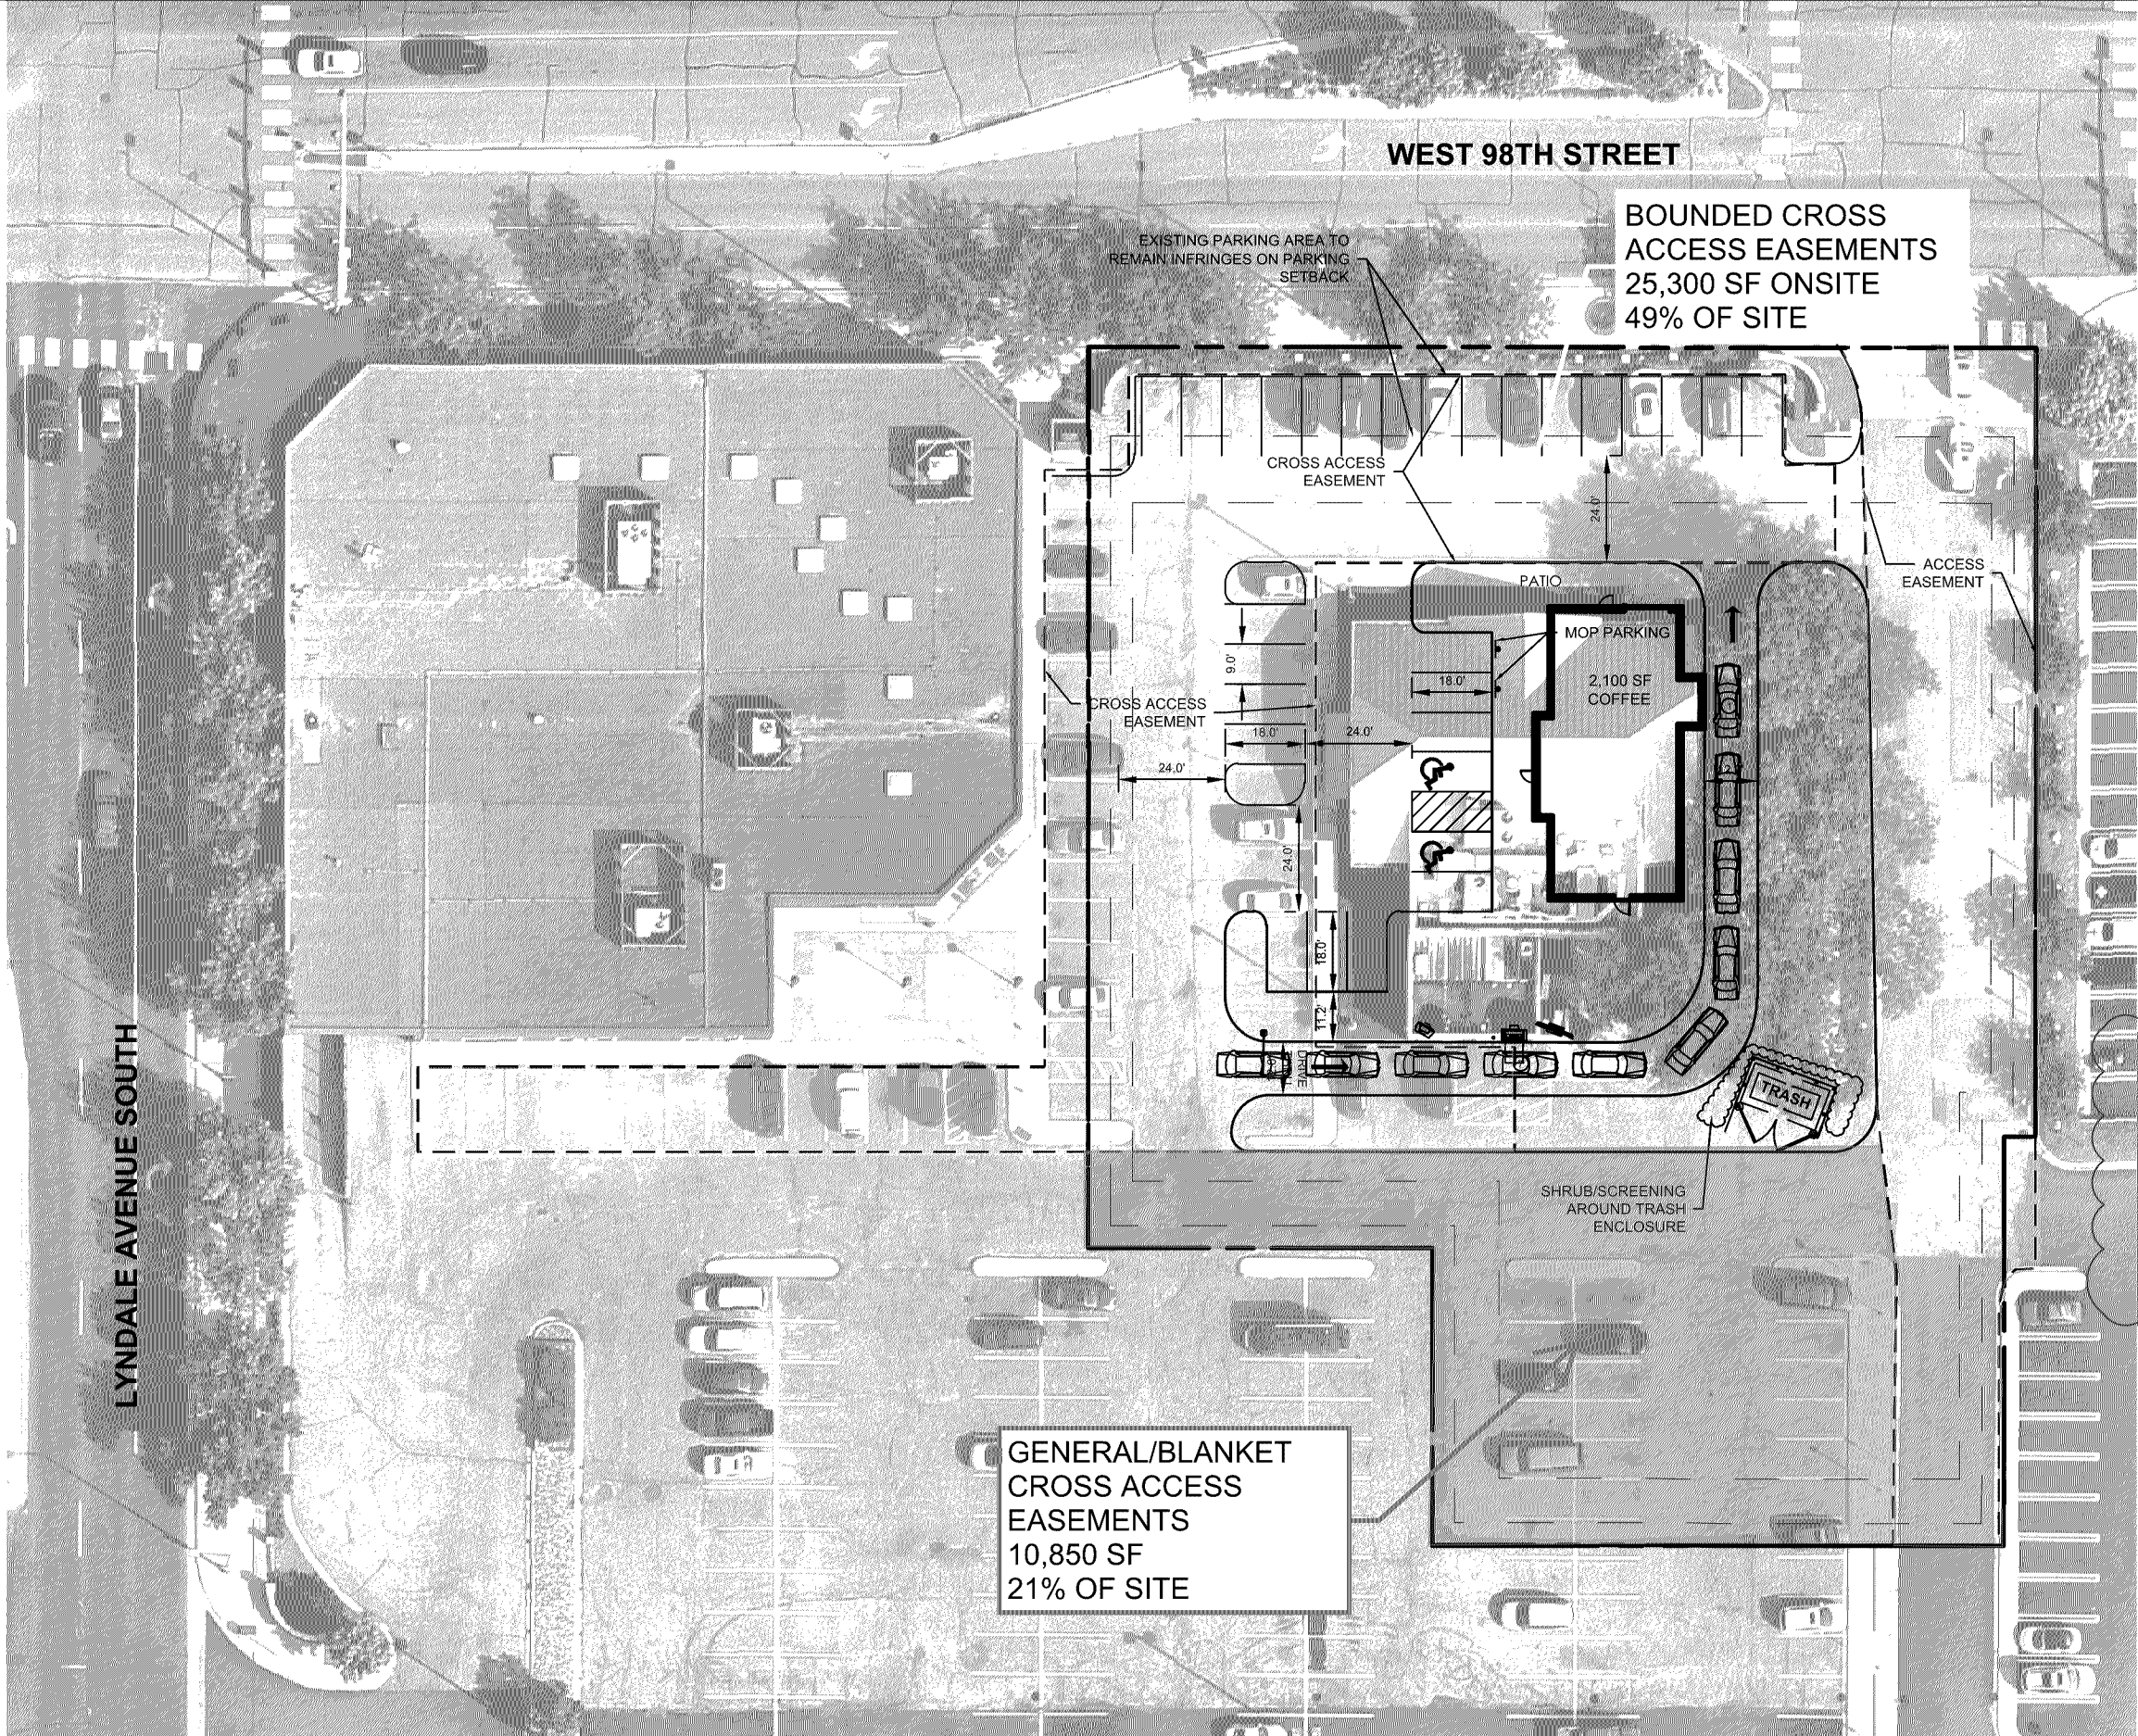 WEST 98TH STREET
BOUNDED CROSS
ACCESS EASEMENTS
25,300 SF ONSITE
49% OF SITE
EXISTING PARKING AREA TO
REMAIN INFRINGES ON PARKING
SETBACK
CROSS ACCESS
EASEMENT
24.0'
ACCESS
EASEMENT
PATIO
MOP PARKING
9.0'
18.0'
2,100 SF
COFFEE
CROSS ACCESS
EASEMENT
18.0'
24.0'
24.0'
24.0'
18.0'
11.2'
DRIVE
TRASH
SHRUB/SCREENING
AROUND TRASH
ENCLOSURE
LYNDALE AVENUE SOUTH
GENERAL/BLANKET
CROSS ACCESS
EASEMENTS
10,850 SF
21% OF SITE